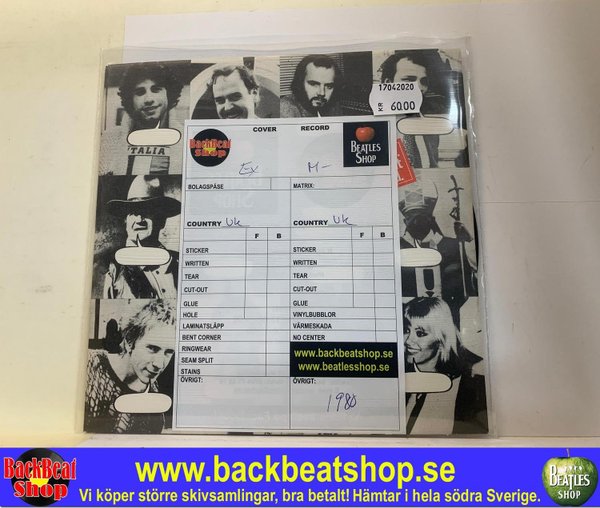 17042020
KR 60.00
TALIA
BackBeat Shop
COVER RECORD
BEATLES SHOP
Ex M-
BOLAGSPÅSE MATRIX:
COUNTRY Uk COUNTRY Uk
F B F B
STICKER STICKER
WRITTEN WRITTEN
TEAR TEAR
CUT-OUT CUT-OUT
GLUE GLUE
HOLE VINYLBUBBLOR
LAMINATSLÄPP VÄRMESKADA
BENT CORNER NO CENTER
RINGWEAR
SEAM SPLIT
STAINS
www.backbeatshop.se
www.beatlesshop.se
ÖVRIGT: ÖVRIGT:
1980
BackBeat Shop
www.backbeatshop.se
Vi köper större skivsamlingar, bra betalt! Hämtar i hela södra Sverige.
BEATLES SHOP